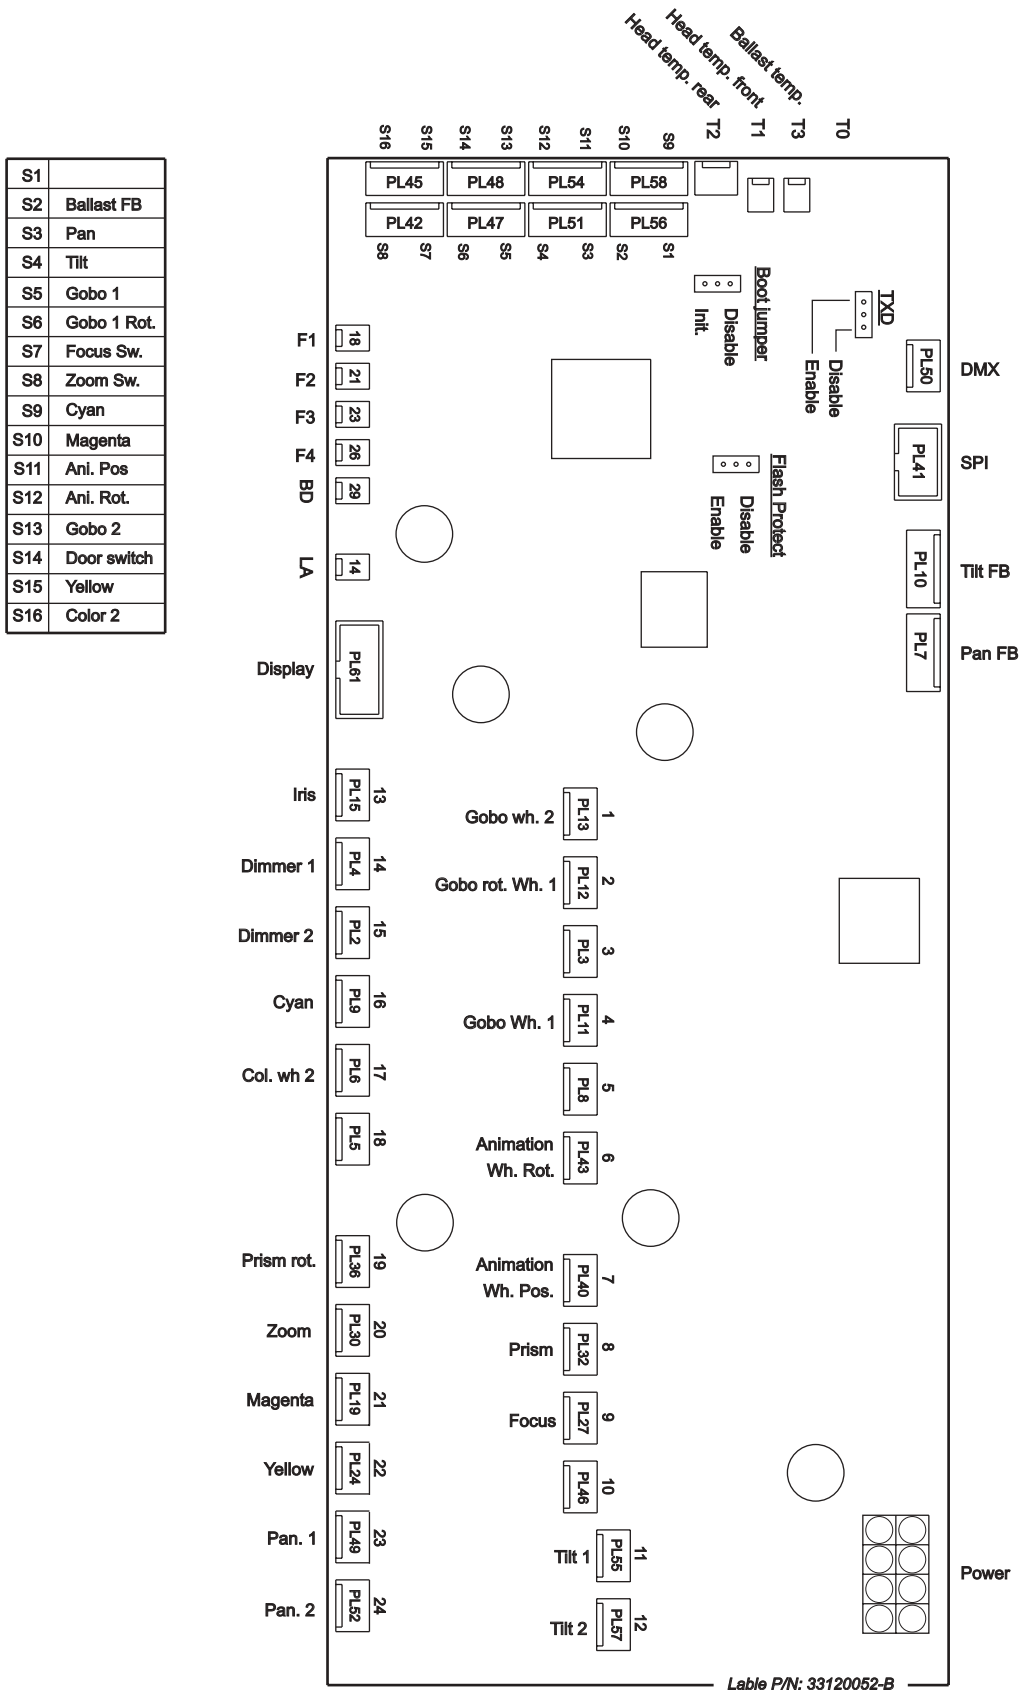 Head temp. rear
Head temp. front
Ballast temp.
T2
T1
T3
T0
S16
S15
S14
S13
S12
S11
S10
S9
PL45
PL48
PL54
PL58
PL42
PL47
PL51
PL56
S8
S7
S6
S5
S4
S3
S2
S1
S1
S2 Ballast FB
S3 Pan
S4 Tilt
S5 Gobo 1
S6 Gobo 1 Rot.
S7 Focus Sw.
S8 Zoom Sw.
S9 Cyan
S10 Magenta
S11 Ani. Pos
S12 Ani. Rot.
S13 Gobo 2
S14 Door switch
S15 Yellow
S16 Color 2
Boot jumper
Disable
Init.
TXD
Disable
Enable
F1 18
F2 21
F3 23
F4 26
BD 29
LA 14
PL50 DMX
PL41 SPI
Flash Protect
Disable
Enable
PL10 Tilt FB
PL7 Pan FB
Display PL61
Iris PL15 13
Dimmer 1 PL4 14
Dimmer 2 PL2 15
Cyan PL9 16
Col. wh 2 PL6 17
PL5 18
Prism rot. PL36 19
Zoom PL30 20
Magenta PL19 21
Yellow PL24 22
Pan. 1 PL49 23
Pan. 2 PL52 24
Gobo wh. 2 PL13 1
Gobo rot. Wh. 1 PL12 2
PL3 3
Gobo Wh. 1 PL11 4
PL8 5
Animation
Wh. Rot.
PL43 6
Animation
Wh. Pos.
PL40 7
Prism PL32 8
Focus PL27 9
PL46 10
Tilt 1 PL55 11
Tilt 2 PL57 12
Power
Lable P/N: 33120052-B